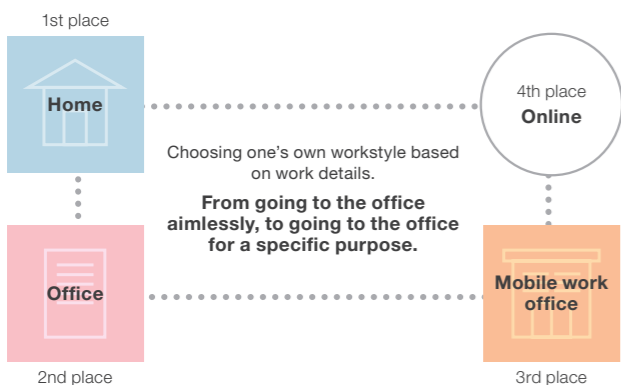 1st place
Home
4th place
Online
Choosing one’s own workstyle based
on work details.
From going to the office
aimlessly, to going to the office
for a specific purpose.
Office
Mobile work
office
2nd place
3rd place